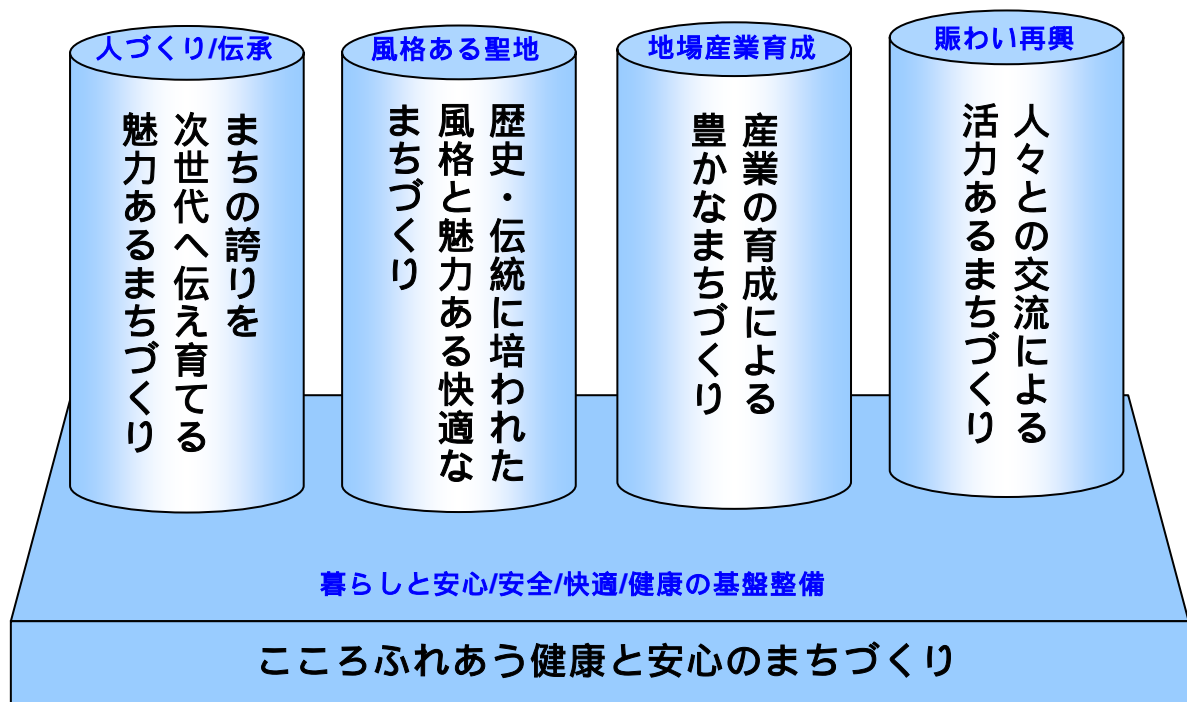 人づくり/伝承
まちの誇りを
次世代へ伝え育てる
魅力あるまちづくり
風格ある聖地
歴史・伝統に培われた
風格と魅力ある快適な
まちづくり
地場産業育成
産業の育成による
豊かなまちづくり
賑わい再興
人々との交流による
活力あるまちづくり
暮らしと安心/安全/快適/健康の基盤整備
こころふれあう健康と安心のまちづくり